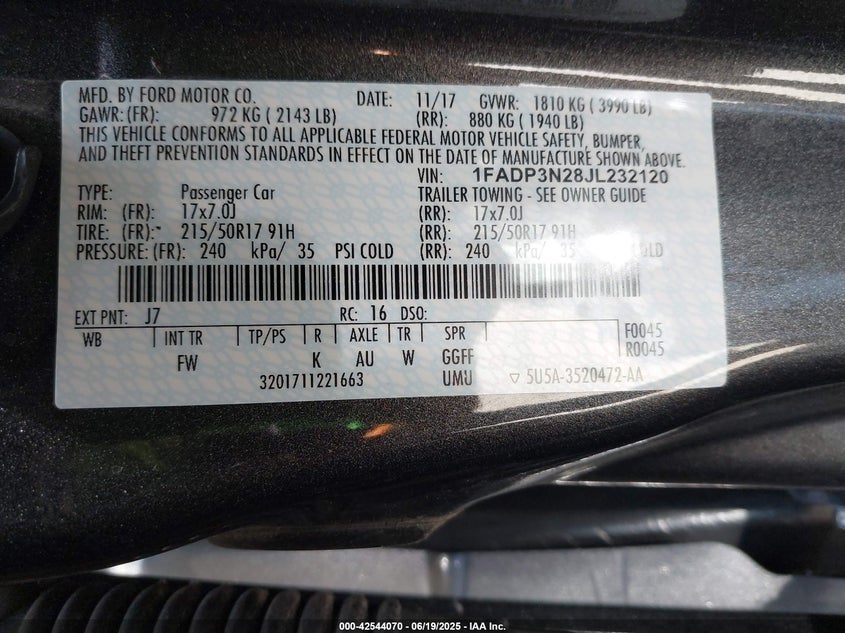 MFD. BY FORD MOTOR CO. DATE: 11/17 GVWR: 1810 KG ( 3990 LB)
GAWR:(FR): 972 KG ( 2143 LB) (RR): 880 KG ( 1940 LB)
THIS VEHICLE CONFORMS TO ALL APPLICABLE FEDERAL MOTOR VEHICLE SAFETY, BUMPER,
AND THEFT PREVENTION STANDARDS IN EFFECT ON THE DATE OF MANUFACTURE SHOWN ABOVE.
VIN: 1FADP3N28JL232120
TYPE: Passenger Car TRAILER TOWING - SEE OWNER GUIDE
RIM: (FR): 17x7.0J (RR): 17x7.0J
TIRE: (FR): 215/50R17 91H (RR): 215/50R17 91H
PRESSURE:(FR): 240 kPa/ 35 PSI COLD (RR): 240 kPa/ 35 COLD
EXT PNT: J7 RC: 16 DSO:
WB INT TR TP/PS R AXLE TR SPR F0045
FW K AU W GGFF R0045
3201711221663 UMU ▽ 5U5A-3520472-AA
000-42544070 - 06/19/2025 - IAA Inc.